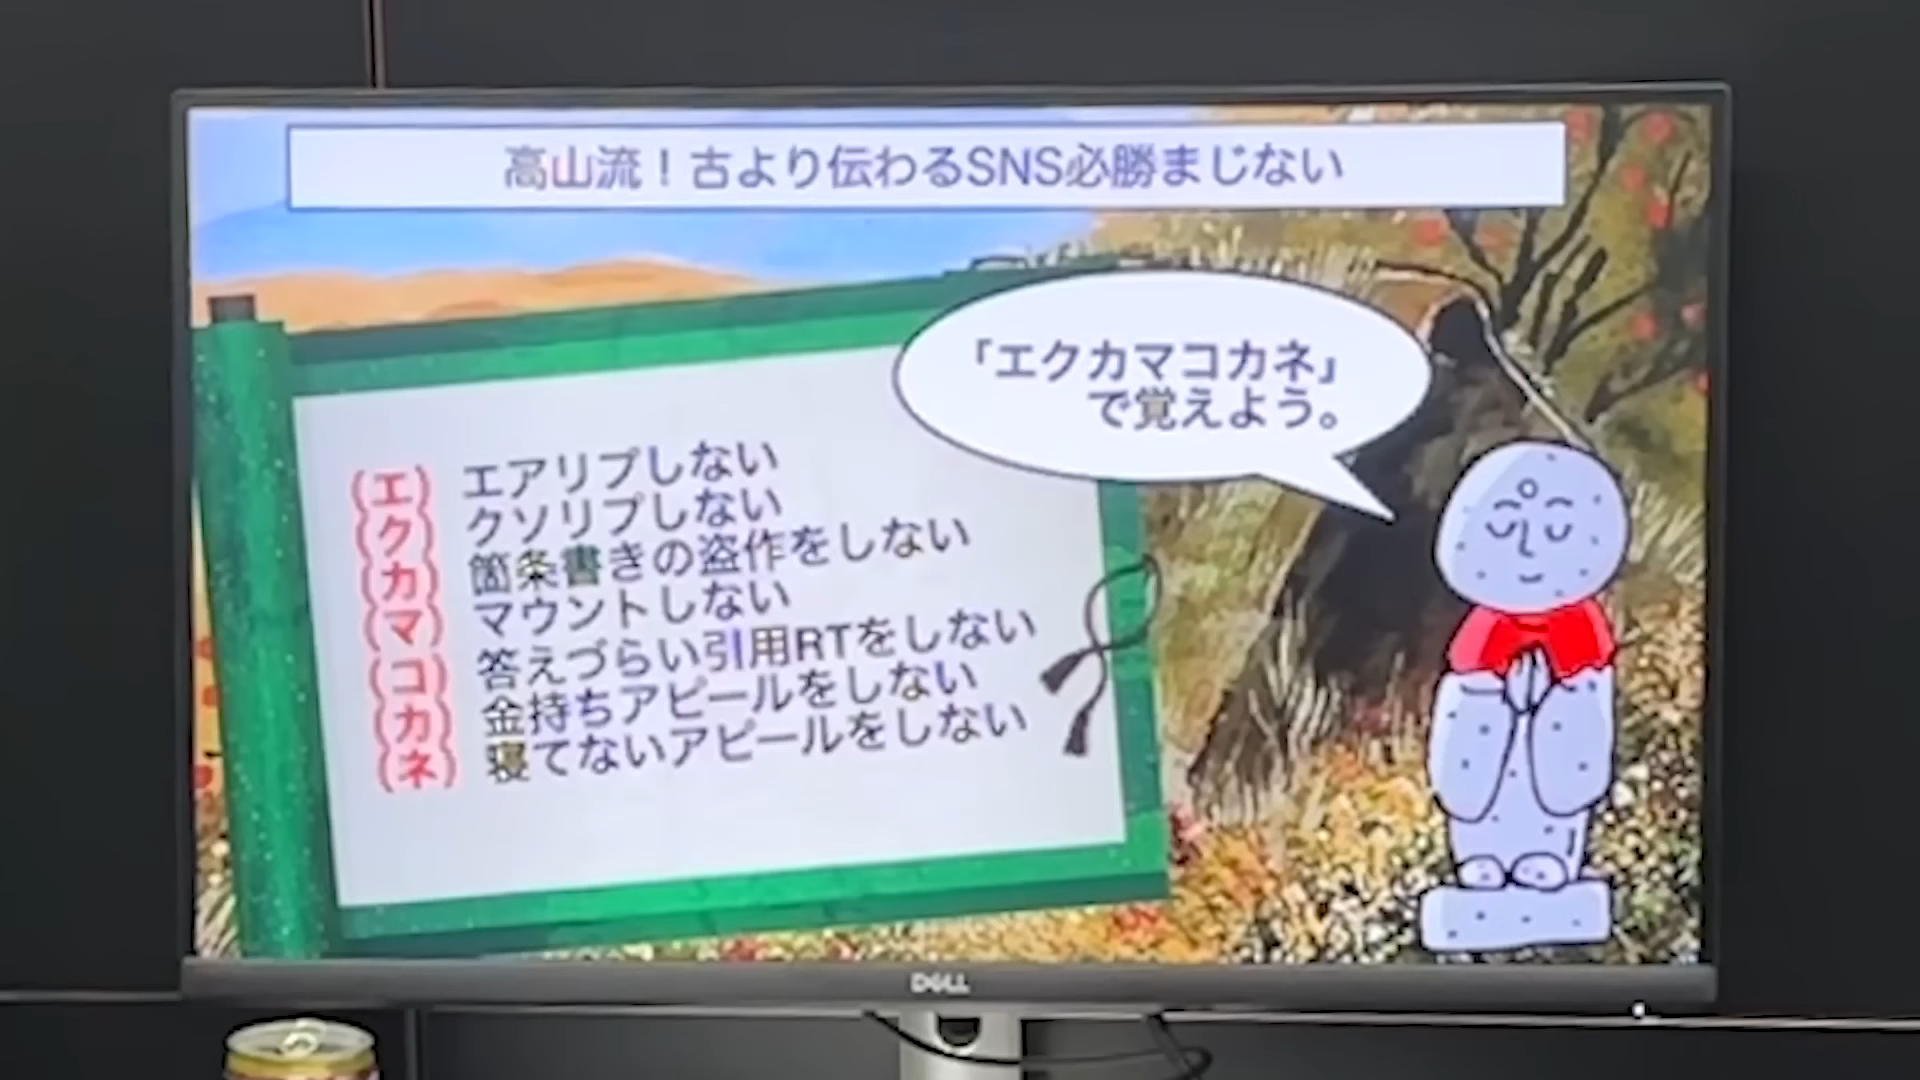 高山流！古より伝わるSNS必勝まじない
「エクカマコカネ」
で覚えよう。
(エ) エアリプしない
(ク) クソリプしない
(カ) 箇条書きの盗作をしない
(マ) マウントしない
(コ) 答えづらい引用RTをしない
(カ) 金持ちアピールをしない
(ネ) 寝てないアピールをしない
DELL